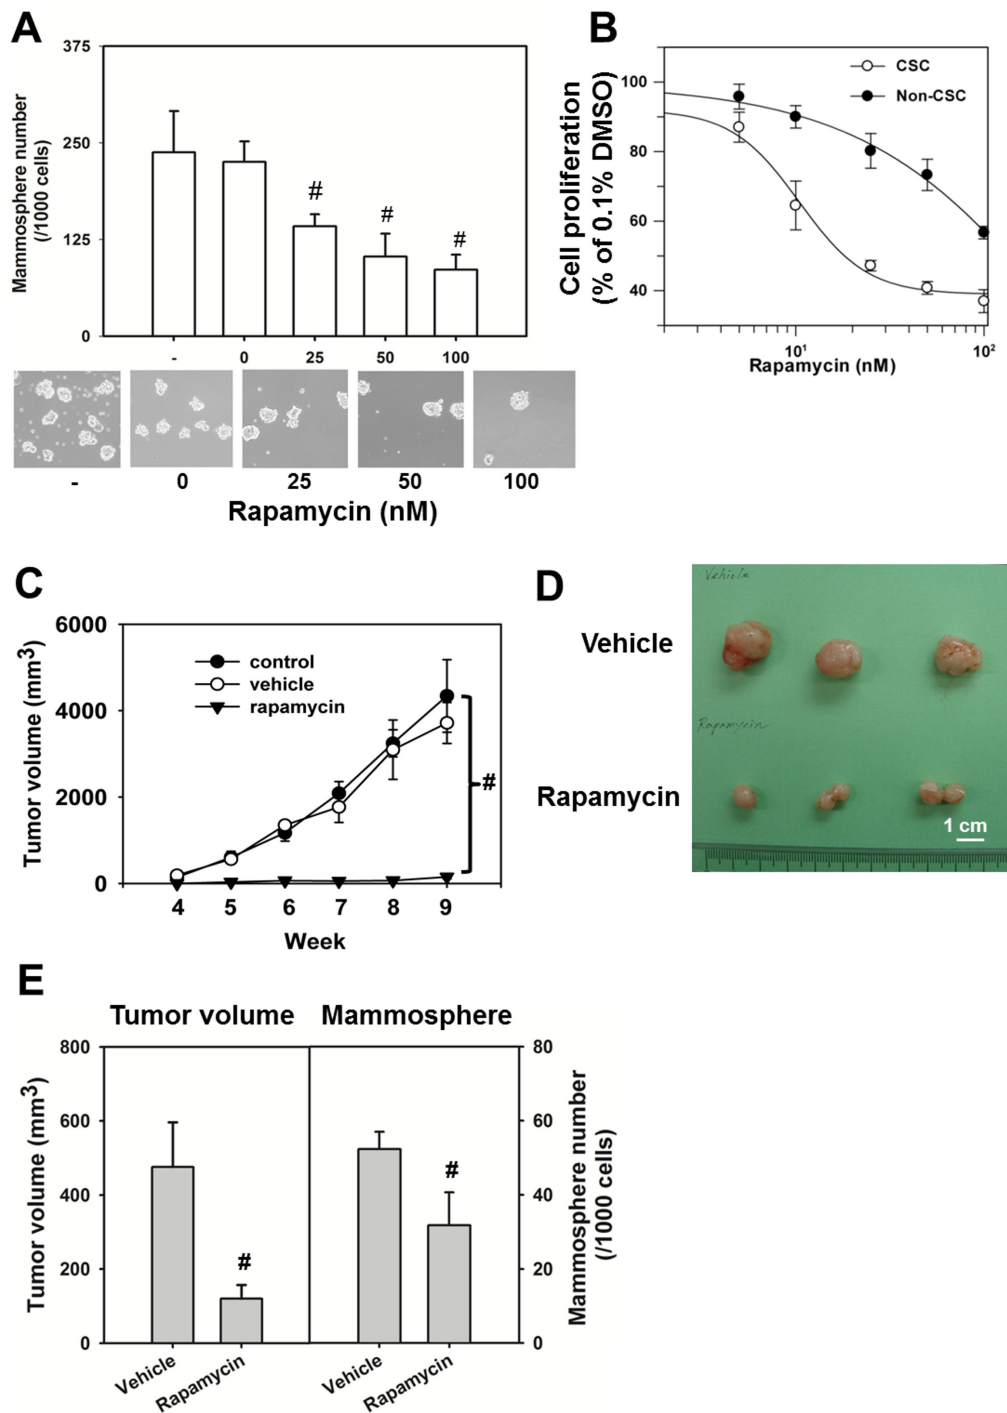 A
375
250
125
0
Mammosphere number
(/1000 cells)
#
#
#
- 0 25 50 100
- 0 25 50 100
Rapamycin (nM)
B
CSC
Non-CSC
100
80
60
40
Cell proliferation
(% of 0.1% DMSO)
10¹ 10²
Rapamycin (nM)
C
6000
4000
2000
0
Tumor volume (mm³)
control
vehicle
rapamycin
#
4 5 6 7 8 9
Week
D
Vehicle
Vehicle
Rapamycin
Rapamycin
1 cm
E
Tumor volume Mammosphere
800
600
400
200
0
Tumor volume (mm³)
#
#
80
60
40
20
0
Mammosphere number
(/1000 cells)
Vehicle Rapamycin Vehicle Rapamycin